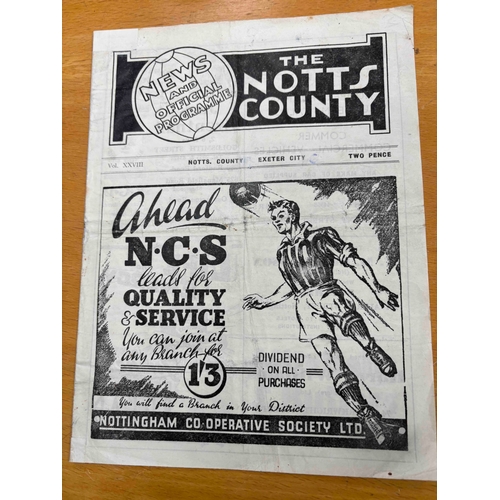 NEWS
AND
OFFICIAL
PROGRAMME
THE
NOTTS
COUNTY
Vol. XXVIII
NOTTS. COUNTY
EXETER CITY
TWO PENCE
Ahead
N·C·S
leads for
QUALITY
& SERVICE
You can join at
any Branch for
1'3
DIVIDEND
·ON ALL·
PURCHASES
You will find a Branch in Your District
NOTTINGHAM CO-OPERATIVE SOCIETY LTD